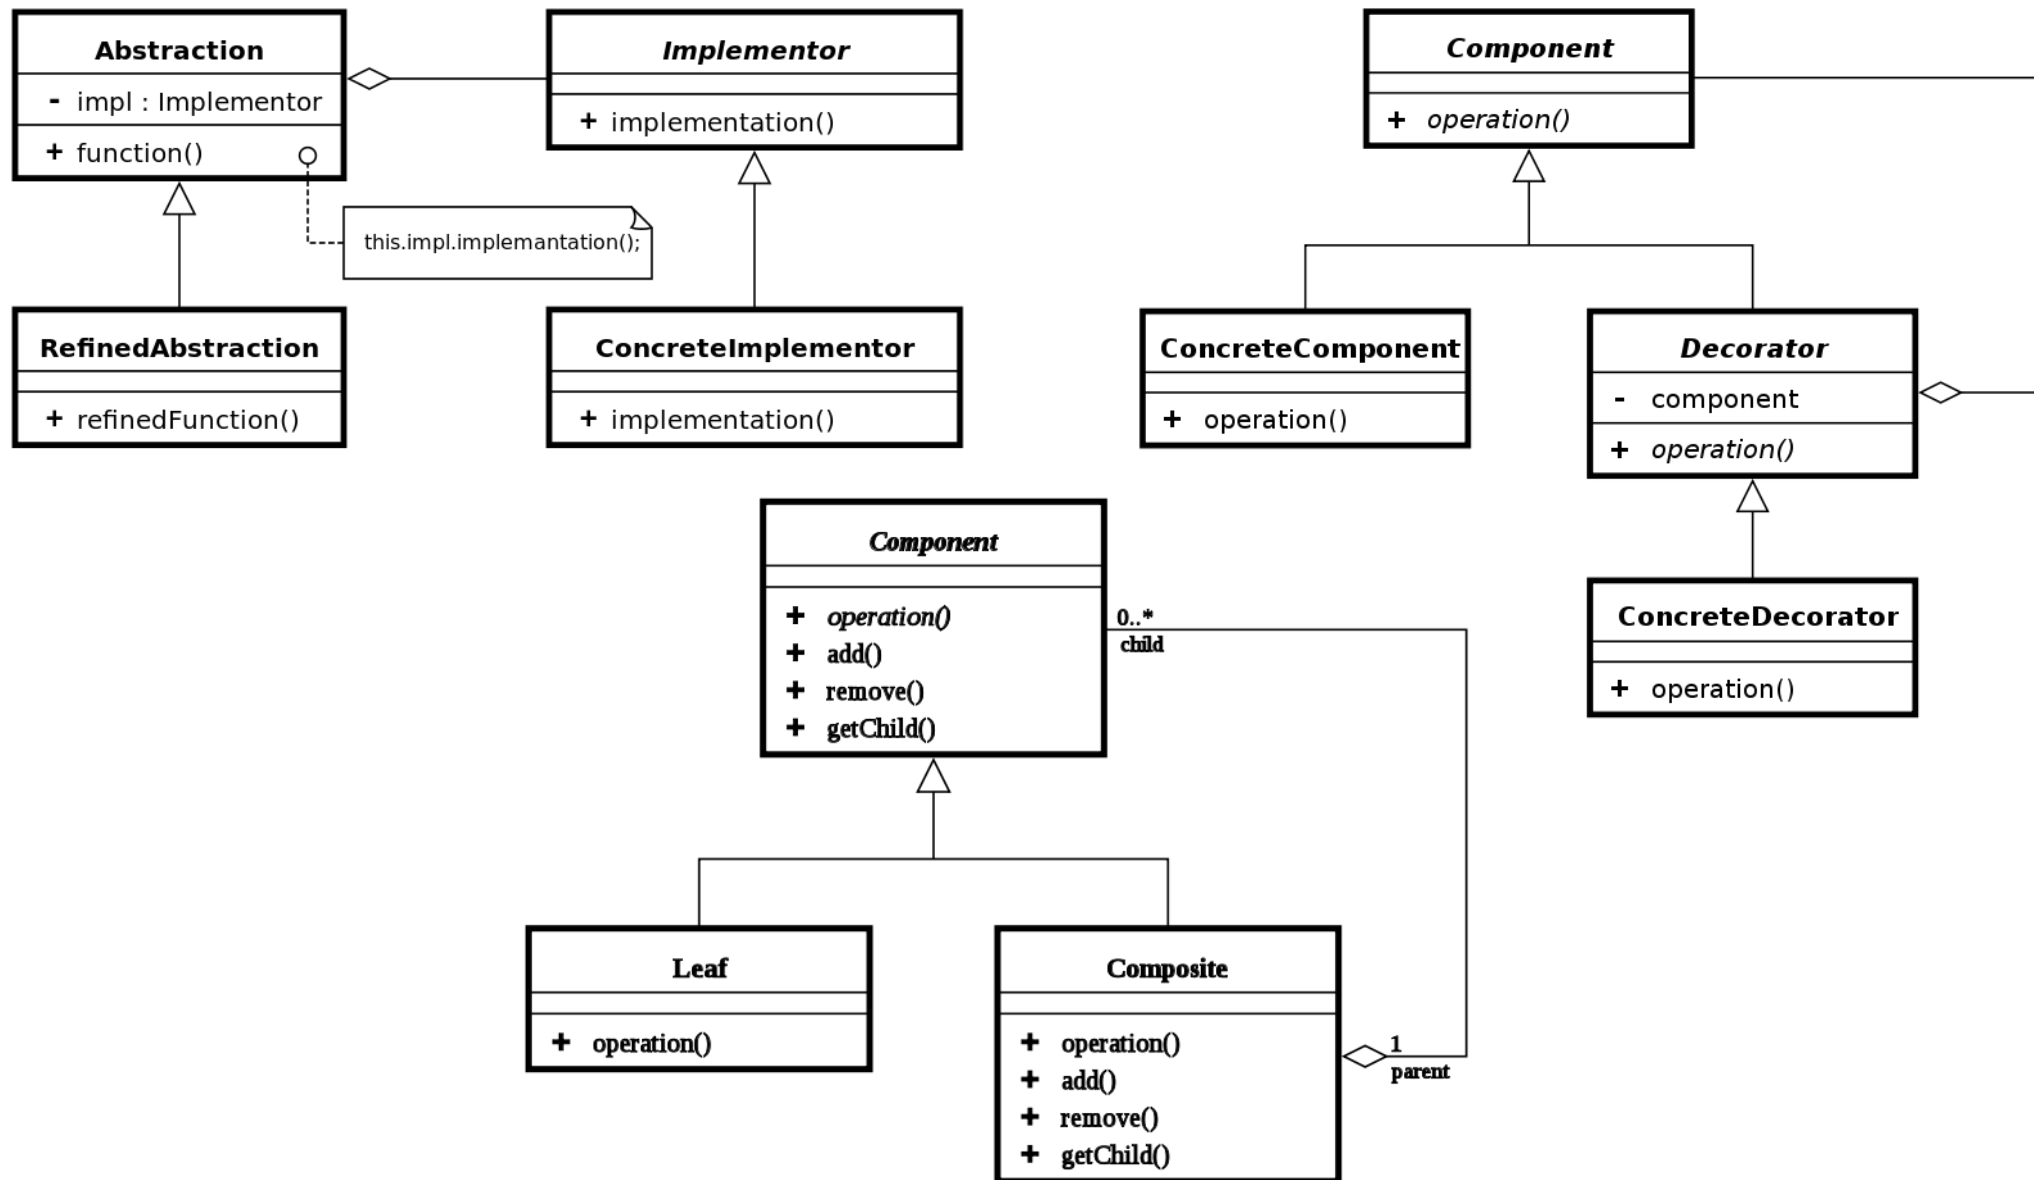 Abstraction
- impl : Implementor
+ function()
this.impl.implemantation();
RefinedAbstraction
+ refinedFunction()
Implementor
+ implementation()
ConcreteImplementor
+ implementation()
Component
+ operation()
ConcreteComponent
+ operation()
Decorator
- component
+ operation()
ConcreteDecorator
+ operation()
Component
+ operation()
+ add()
+ remove()
+ getChild()
0..*
child
Leaf
+ operation()
Composite
+ operation()
+ add()
+ remove()
+ getChild()
1
parent